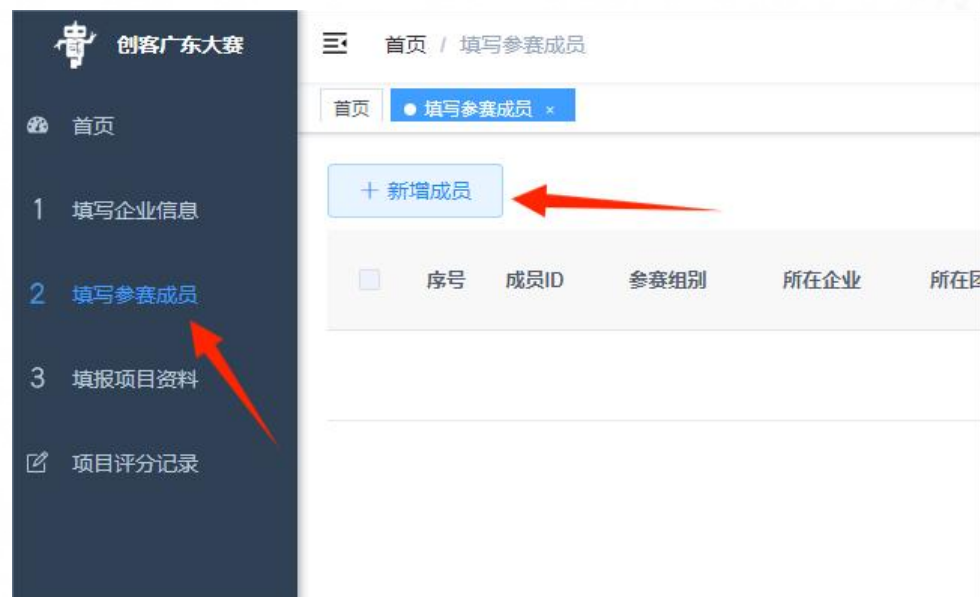 创客广东大赛
首页 / 填写参赛成员
首页
填写参赛成员 ×
首页
1 填写企业信息
2 填写参赛成员
3 填报项目资料
项目评分记录
+ 新增成员
序号 成员ID 参赛组别 所在企业 所在